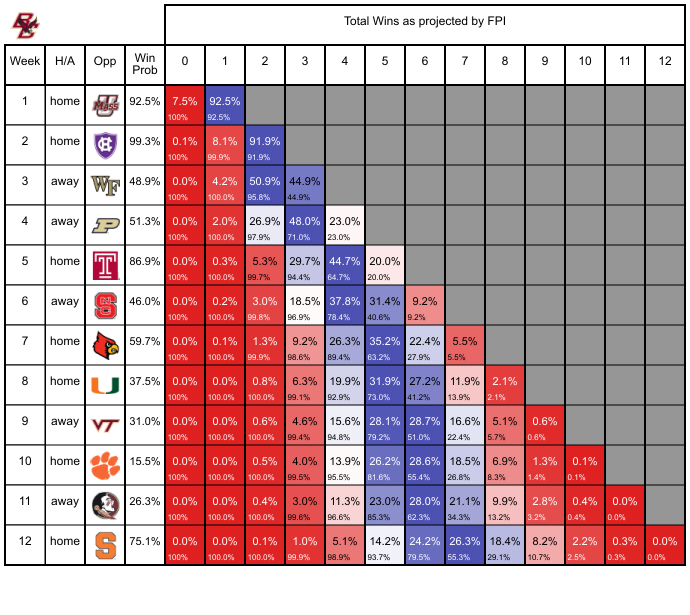 BC
Total Wins as projected by FPI
Week H/A Opp Win Prob 0 1 2 3 4 5 6 7 8 9 10 11 12
1 home Mass 92.5% 7.5% 92.5%
100% 92.5%
2 home HC 99.3% 0.1% 8.1% 91.9%
100% 99.9% 91.9%
3 away WF 48.9% 0.0% 4.2% 50.9% 44.9%
100% 100.0% 95.8% 44.9%
4 away P 51.3% 0.0% 2.0% 26.9% 48.0% 23.0%
100% 100.0% 97.9% 71.0% 23.0%
5 home T 86.9% 0.0% 0.3% 5.3% 29.7% 44.7% 20.0%
100% 100.0% 99.7% 94.4% 64.7% 20.0%
6 away NCS 46.0% 0.0% 0.2% 3.0% 18.5% 37.8% 31.4% 9.2%
100% 100.0% 99.8% 96.9% 78.4% 40.6% 9.2%
7 home 59.7% 0.0% 0.1% 1.3% 9.2% 26.3% 35.2% 22.4% 5.5%
100% 100.0% 99.9% 98.6% 89.4% 63.2% 27.9% 5.5%
8 home U 37.5% 0.0% 0.0% 0.8% 6.3% 19.9% 31.9% 27.2% 11.9% 2.1%
100% 100.0% 100.0% 99.1% 92.9% 73.0% 41.2% 13.9% 2.1%
9 away VT 31.0% 0.0% 0.0% 0.6% 4.6% 15.6% 28.1% 28.7% 16.6% 5.1% 0.6%
100% 100.0% 100.0% 99.4% 94.8% 79.2% 51.0% 22.4% 5.7% 0.6%
10 home 15.5% 0.0% 0.0% 0.5% 4.0% 13.9% 26.2% 28.6% 18.5% 6.9% 1.3% 0.1%
100% 100.0% 100.0% 99.5% 95.5% 81.6% 55.4% 26.8% 8.3% 1.4% 0.1%
11 away 26.3% 0.0% 0.0% 0.4% 3.0% 11.3% 23.0% 28.0% 21.1% 9.9% 2.8% 0.4% 0.0%
100% 100.0% 100.0% 99.6% 96.6% 85.3% 62.3% 34.3% 13.2% 3.2% 0.4% 0.0%
12 home S 75.1% 0.0% 0.0% 0.1% 1.0% 5.1% 14.2% 24.2% 26.3% 18.4% 8.2% 2.2% 0.3% 0.0%
100% 100.0% 100.0% 99.9% 98.9% 93.7% 79.5% 55.3% 29.1% 10.7% 2.5% 0.3% 0.0%